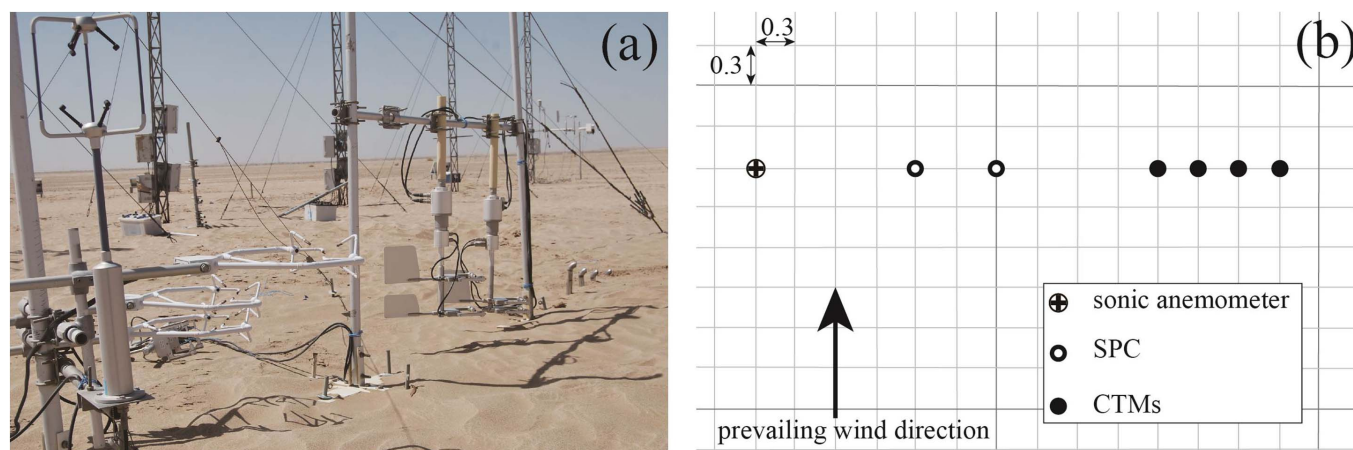 (a)
0.3
0.3
(b)
sonic anemometer
SPC
CTMs
prevailing wind direction